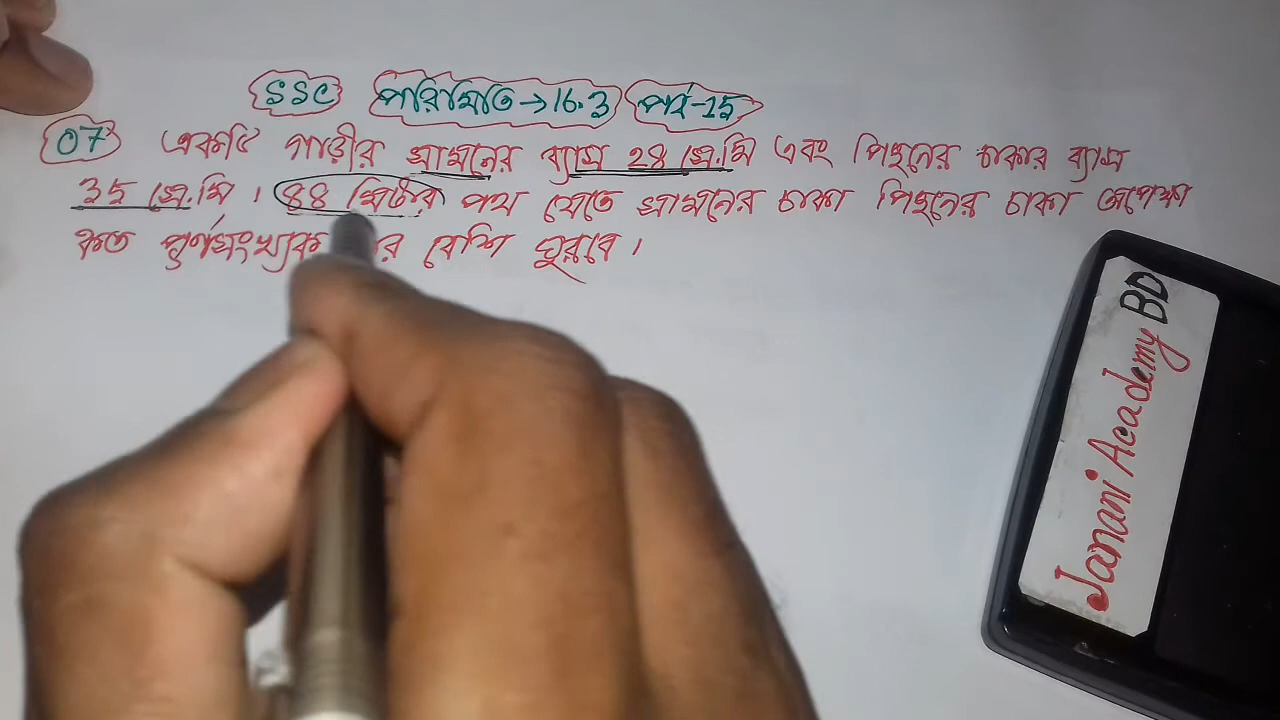 SSC পরিমিতি→16.3 পর্ব-15
07 একটি গাড়ীর সামনের ব্যাস 28 সে.মি এবং পিছনের চাকার ব্যাস
35 সে.মি। 88 মিটার পথ যেতে সামনের চাকা পিছনের চাকা অপেক্ষা
কত পূর্ণসংখ্যক র বেশি ঘুরবে।
Janani Academy BD